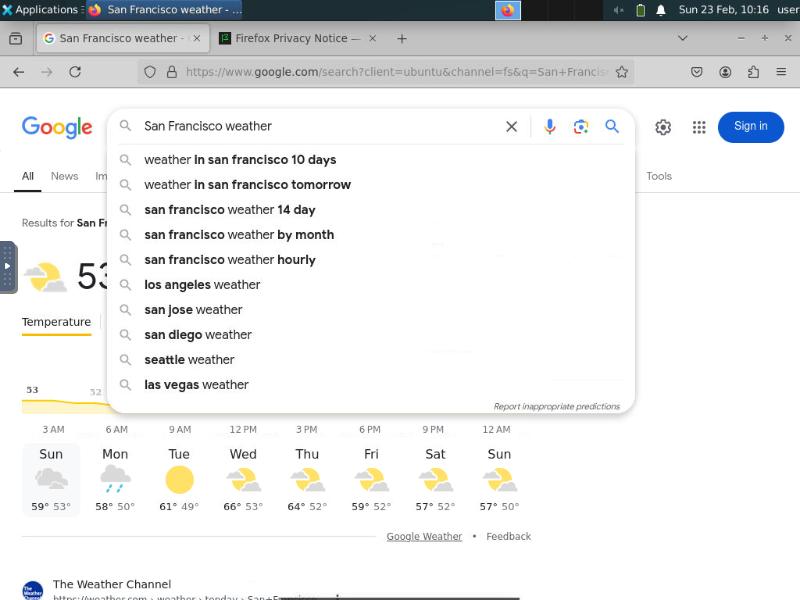 Applications
San Francisco weather - ...
Sun 23 Feb, 10:16 user
San Francisco weather -
Firefox Privacy Notice —
https://www.google.com/search?client=ubuntu&channel=fs&q=San+Francis
Google
San Francisco weather
Sign in
weather in san francisco 10 days
weather in san francisco tomorrow
san francisco weather 14 day
san francisco weather by month
san francisco weather hourly
los angeles weather
san jose weather
san diego weather
seattle weather
las vegas weather
Report inappropriate predictions
All News Im Tools
Results for San Fr
53
Temperature
53 52
3 AM 6 AM 9 AM 12 PM 3 PM 6 PM 9 PM 12 AM
Sun Mon Tue Wed Thu Fri Sat Sun
59° 53° 58° 50° 61° 49° 66° 53° 64° 52° 59° 52° 57° 52° 57° 50°
Google Weather • Feedback
The Weather Channel
https://weather.com › weather › tenday › San+Francisco